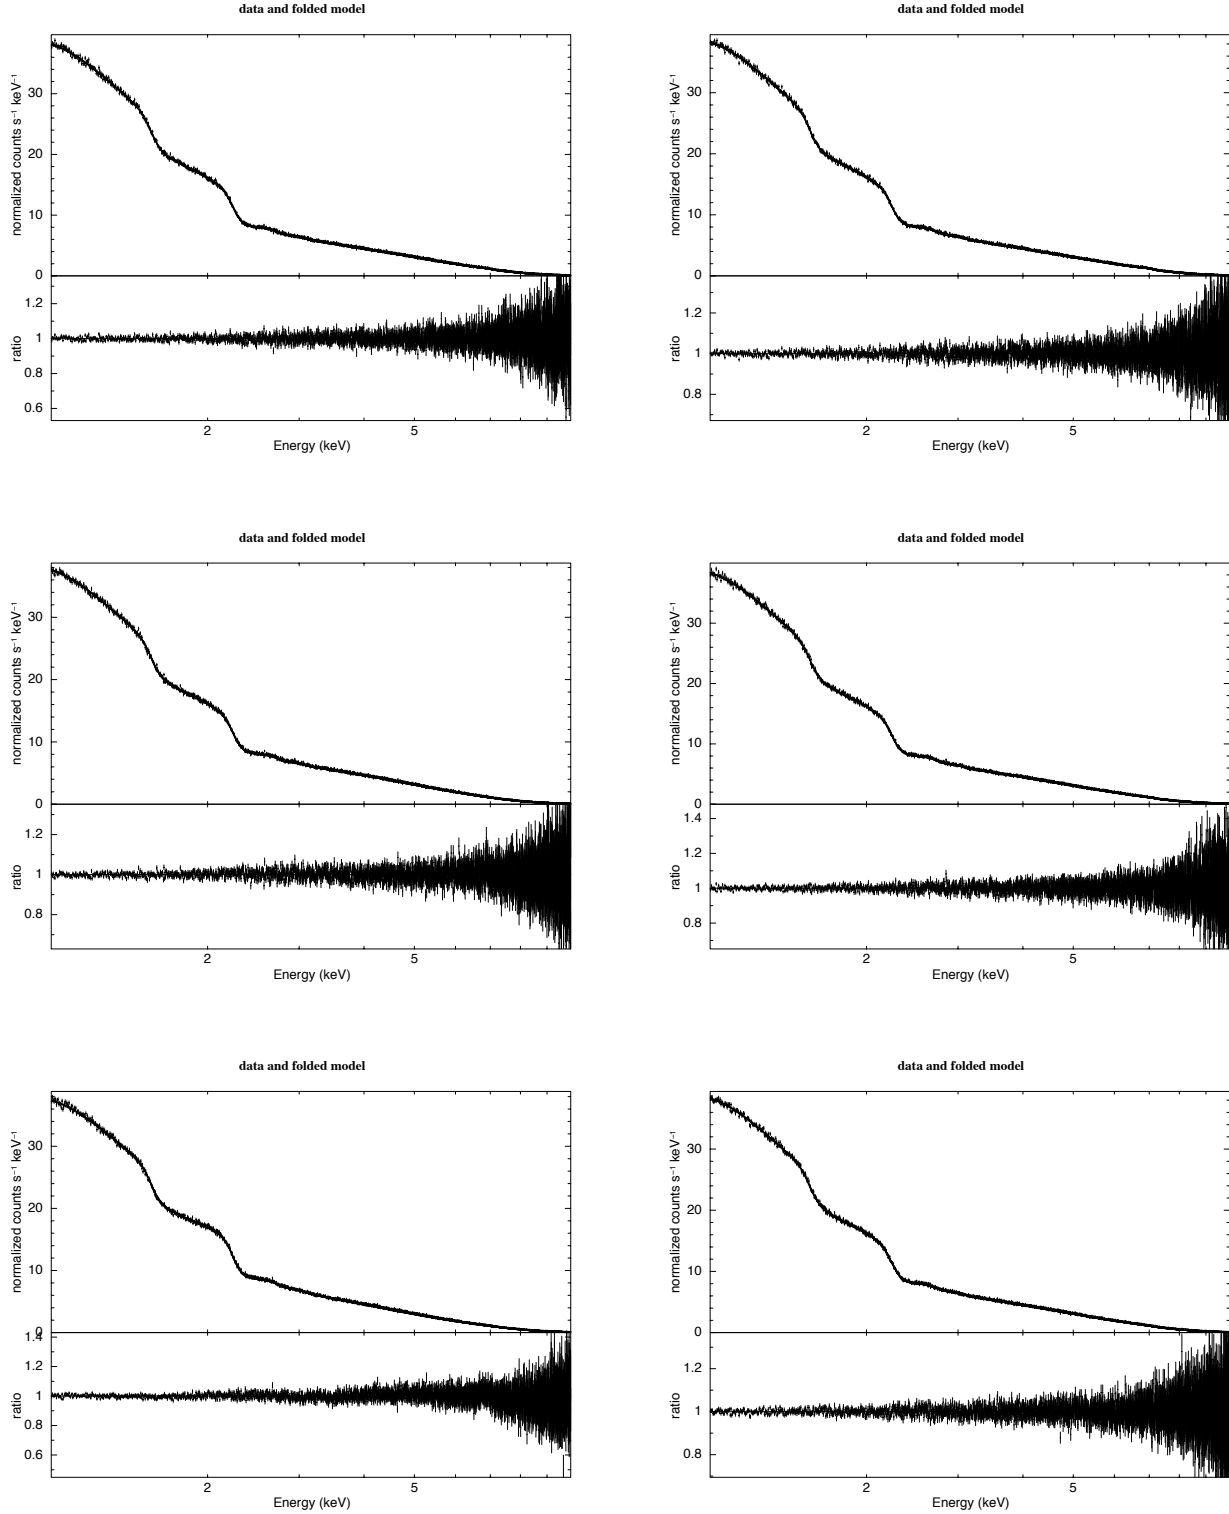 data and folded model
normalized counts s⁻¹ keV⁻¹
30
20
10
0
ratio
1.2
1
0.8
0.6
2
5
Energy (keV)
data and folded model
normalized counts s⁻¹ keV⁻¹
30
20
10
0
ratio
1.2
1
0.8
2
5
Energy (keV)
data and folded model
normalized counts s⁻¹ keV⁻¹
30
20
10
0
ratio
1.2
1
0.8
2
5
Energy (keV)
data and folded model
normalized counts s⁻¹ keV⁻¹
30
20
10
0
ratio
1.4
1.2
1
0.8
2
5
Energy (keV)
data and folded model
normalized counts s⁻¹ keV⁻¹
30
20
10
0
ratio
1.4
1.2
1
0.8
0.6
2
5
Energy (keV)
data and folded model
normalized counts s⁻¹ keV⁻¹
30
20
10
0
ratio
1.2
1
0.8
2
5
Energy (keV)